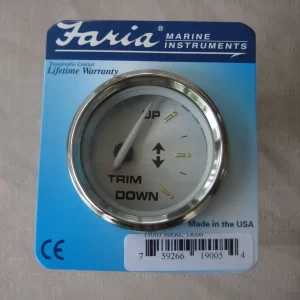 Faria®
MARINE
INSTRUMENTS
Transferable Limited
Lifetime Warranty
UP
TRIM
DOWN
Made in the USA
CE
7 59266 19005 4